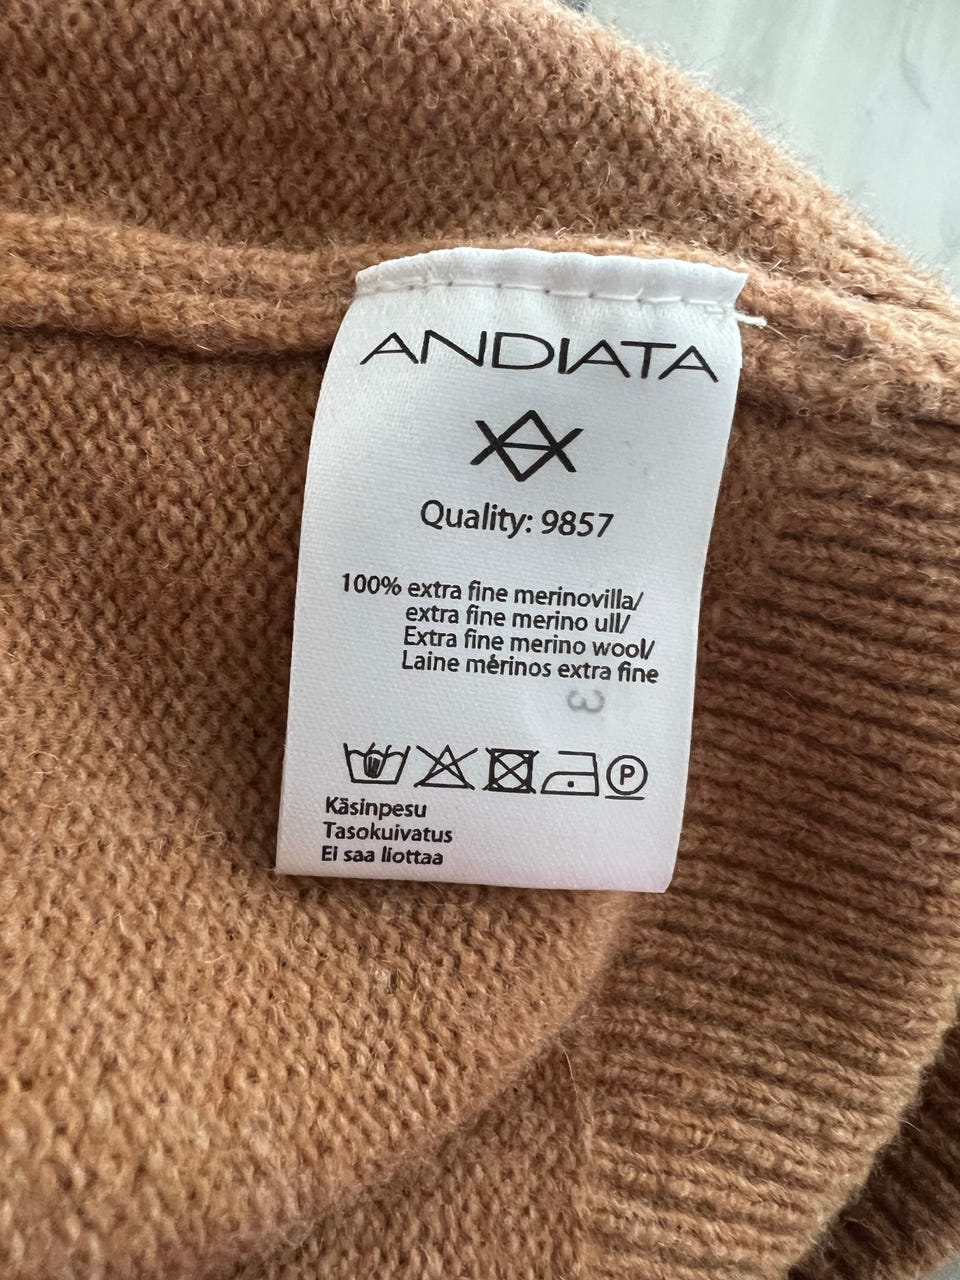 ANDIATA
Quality: 9857
100% extra fine merinovilla/
extra fine merino ull/
Extra fine merino wool/
Laine mérinos extra fine
3
P
Käsinpesu
Tasokuivatus
Ei saa liottaa